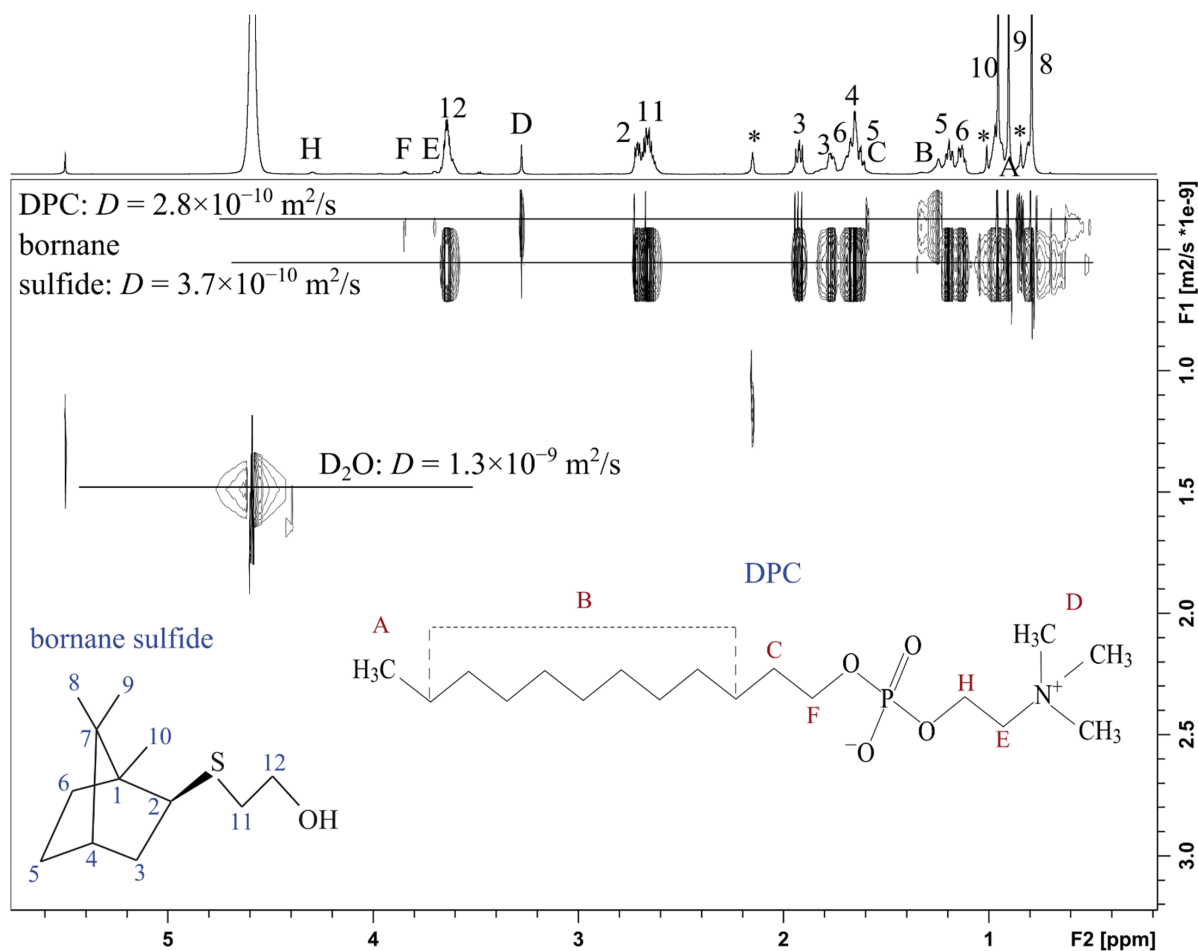 H F E 12 D 2 11 * 3 3 6 4 5 C B 5 6 * 10 A * 9 8
DPC: D = 2.8×10⁻¹⁰ m²/s
bornane
sulfide: D = 3.7×10⁻¹⁰ m²/s
D₂O: D = 1.3×10⁻⁹ m²/s
F1 [m2/s *1e-9]
1.0
1.5
2.0
2.5
3.0
DPC
A B C D
H₃C
O O
H₃C
CH₃
P
H
N⁺
F
O
E
CH₃
⁻O
bornane sulfide
8 9
7 10
S
12
6 1 2
11
OH
5 4 3
5 4 3 2 1 F2 [ppm]